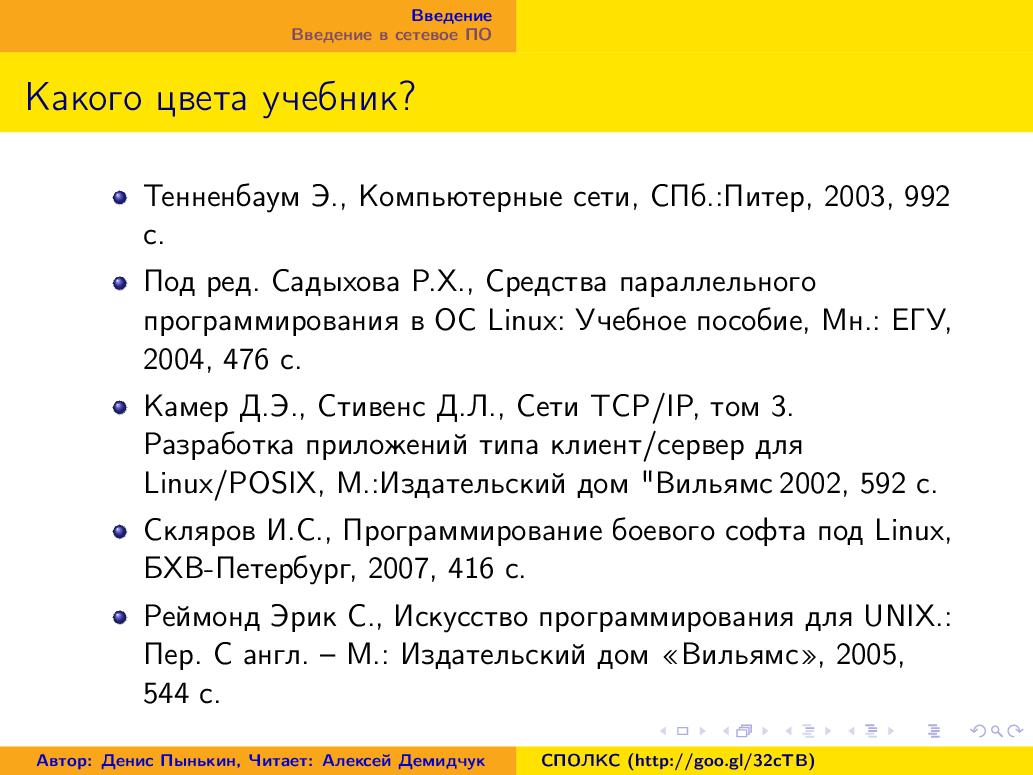 Введение
Введение в сетевое ПО
Какого цвета учебник?
Тенненбаум Э., Компьютерные сети, СПб.:Питер, 2003, 992
с.
Под ред. Садыхова Р.Х., Средства параллельного
программирования в ОС Linux: Учебное пособие, Мн.: ЕГУ,
2004, 476 с.
Камер Д.Э., Стивенс Д.Л., Сети TCP/IP, том 3.
Разработка приложений типа клиент/сервер для
Linux/POSIX, М.:Издательский дом "Вильямс 2002, 592 с.
Скляров И.С., Программирование боевого софта под Linux,
БХВ-Петербург, 2007, 416 с.
Реймонд Эрик С., Искусство программирования для UNIX.:
Пер. С англ. – М.: Издательский дом «Вильямс», 2005,
544 с.
Автор: Денис Пынькин, Читает: Алексей Демидчук
СПОЛКС (http://goo.gl/32cTB)